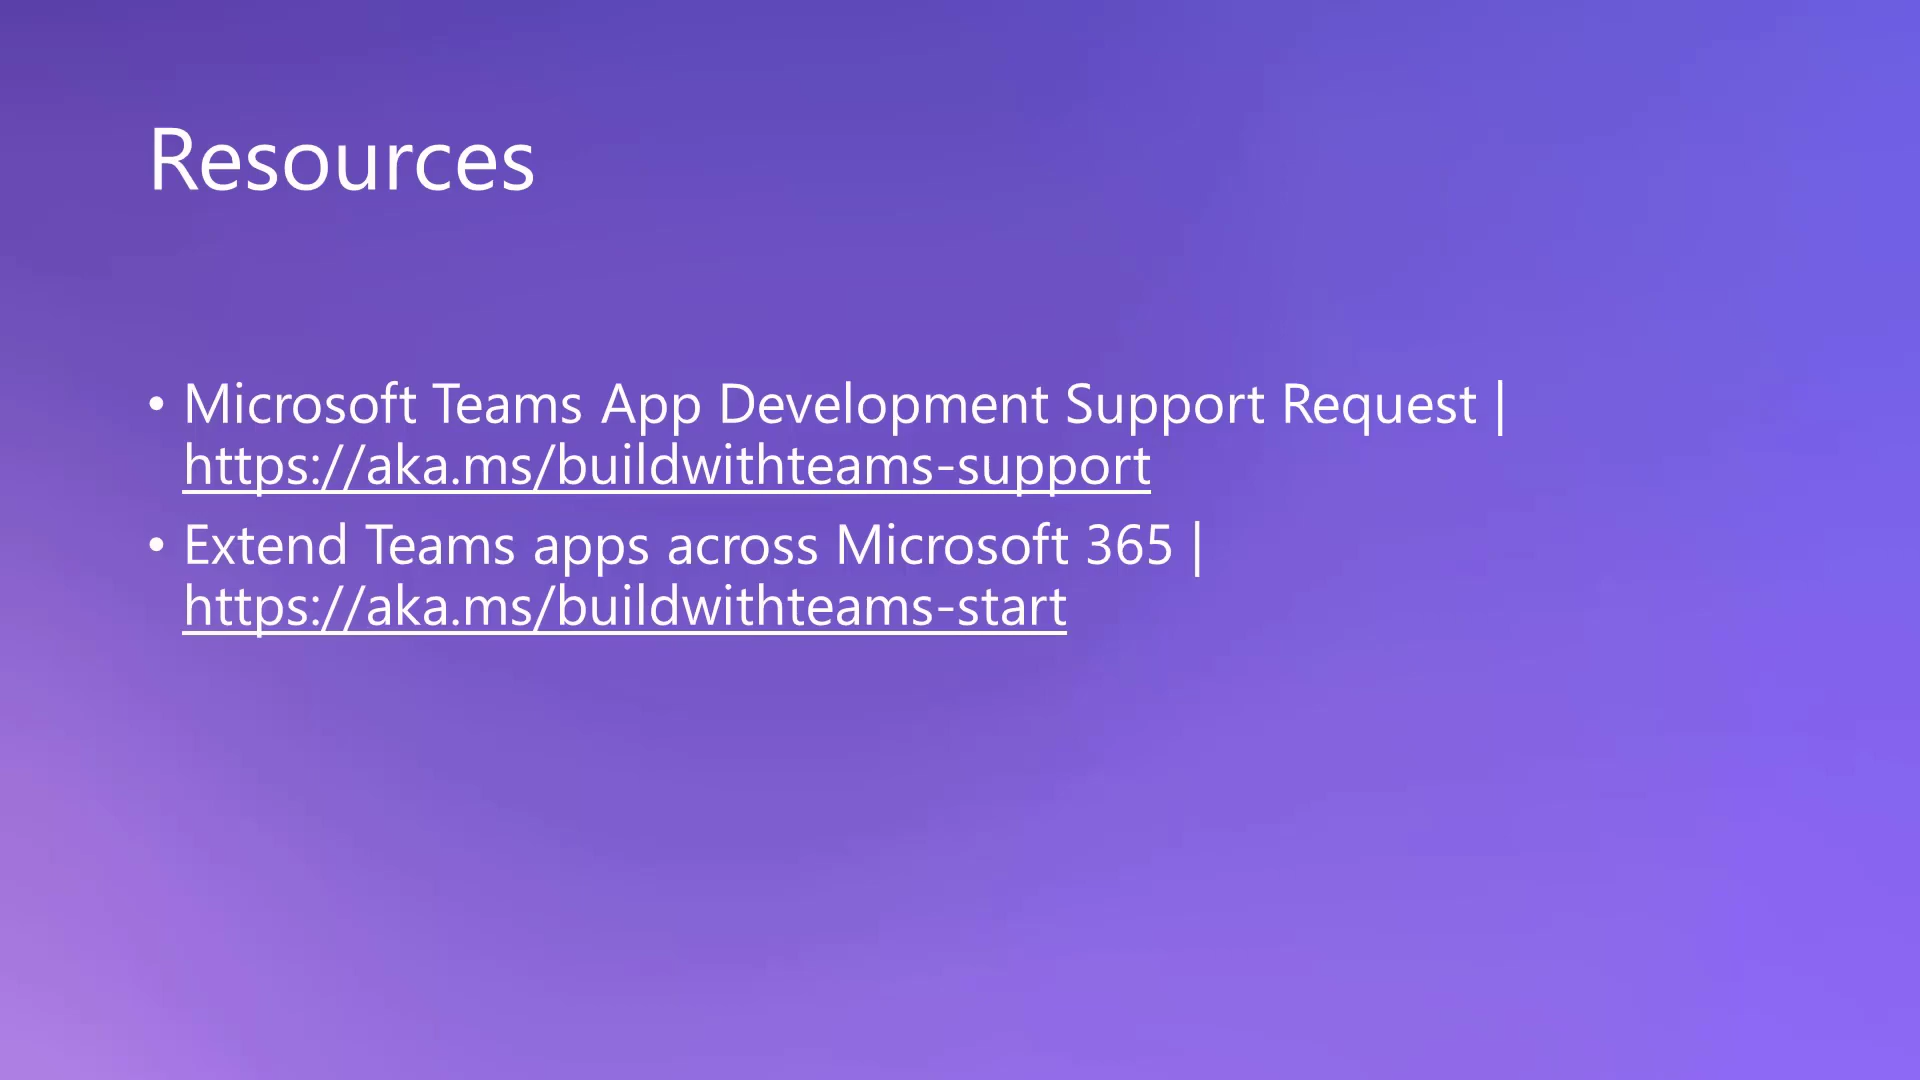 Resources
• Microsoft Teams App Development Support Request |
https://aka.ms/buildwithteams-support
• Extend Teams apps across Microsoft 365 |
https://aka.ms/buildwithteams-start